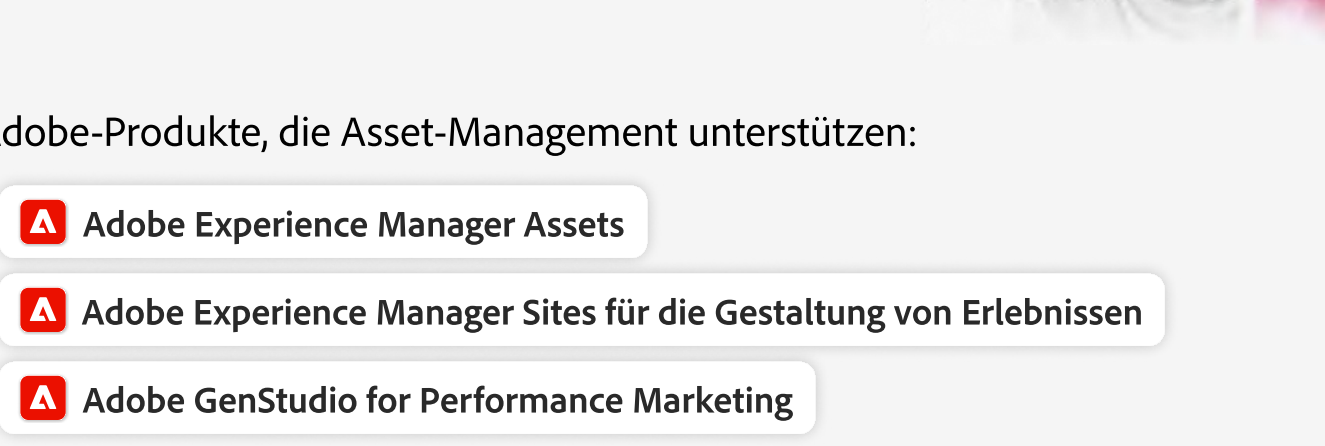 dobe-Produkte, die Asset-Management unterstützen:
Adobe Experience Manager Assets
Adobe Experience Manager Sites für die Gestaltung von Erlebnissen
Adobe GenStudio for Performance Marketing